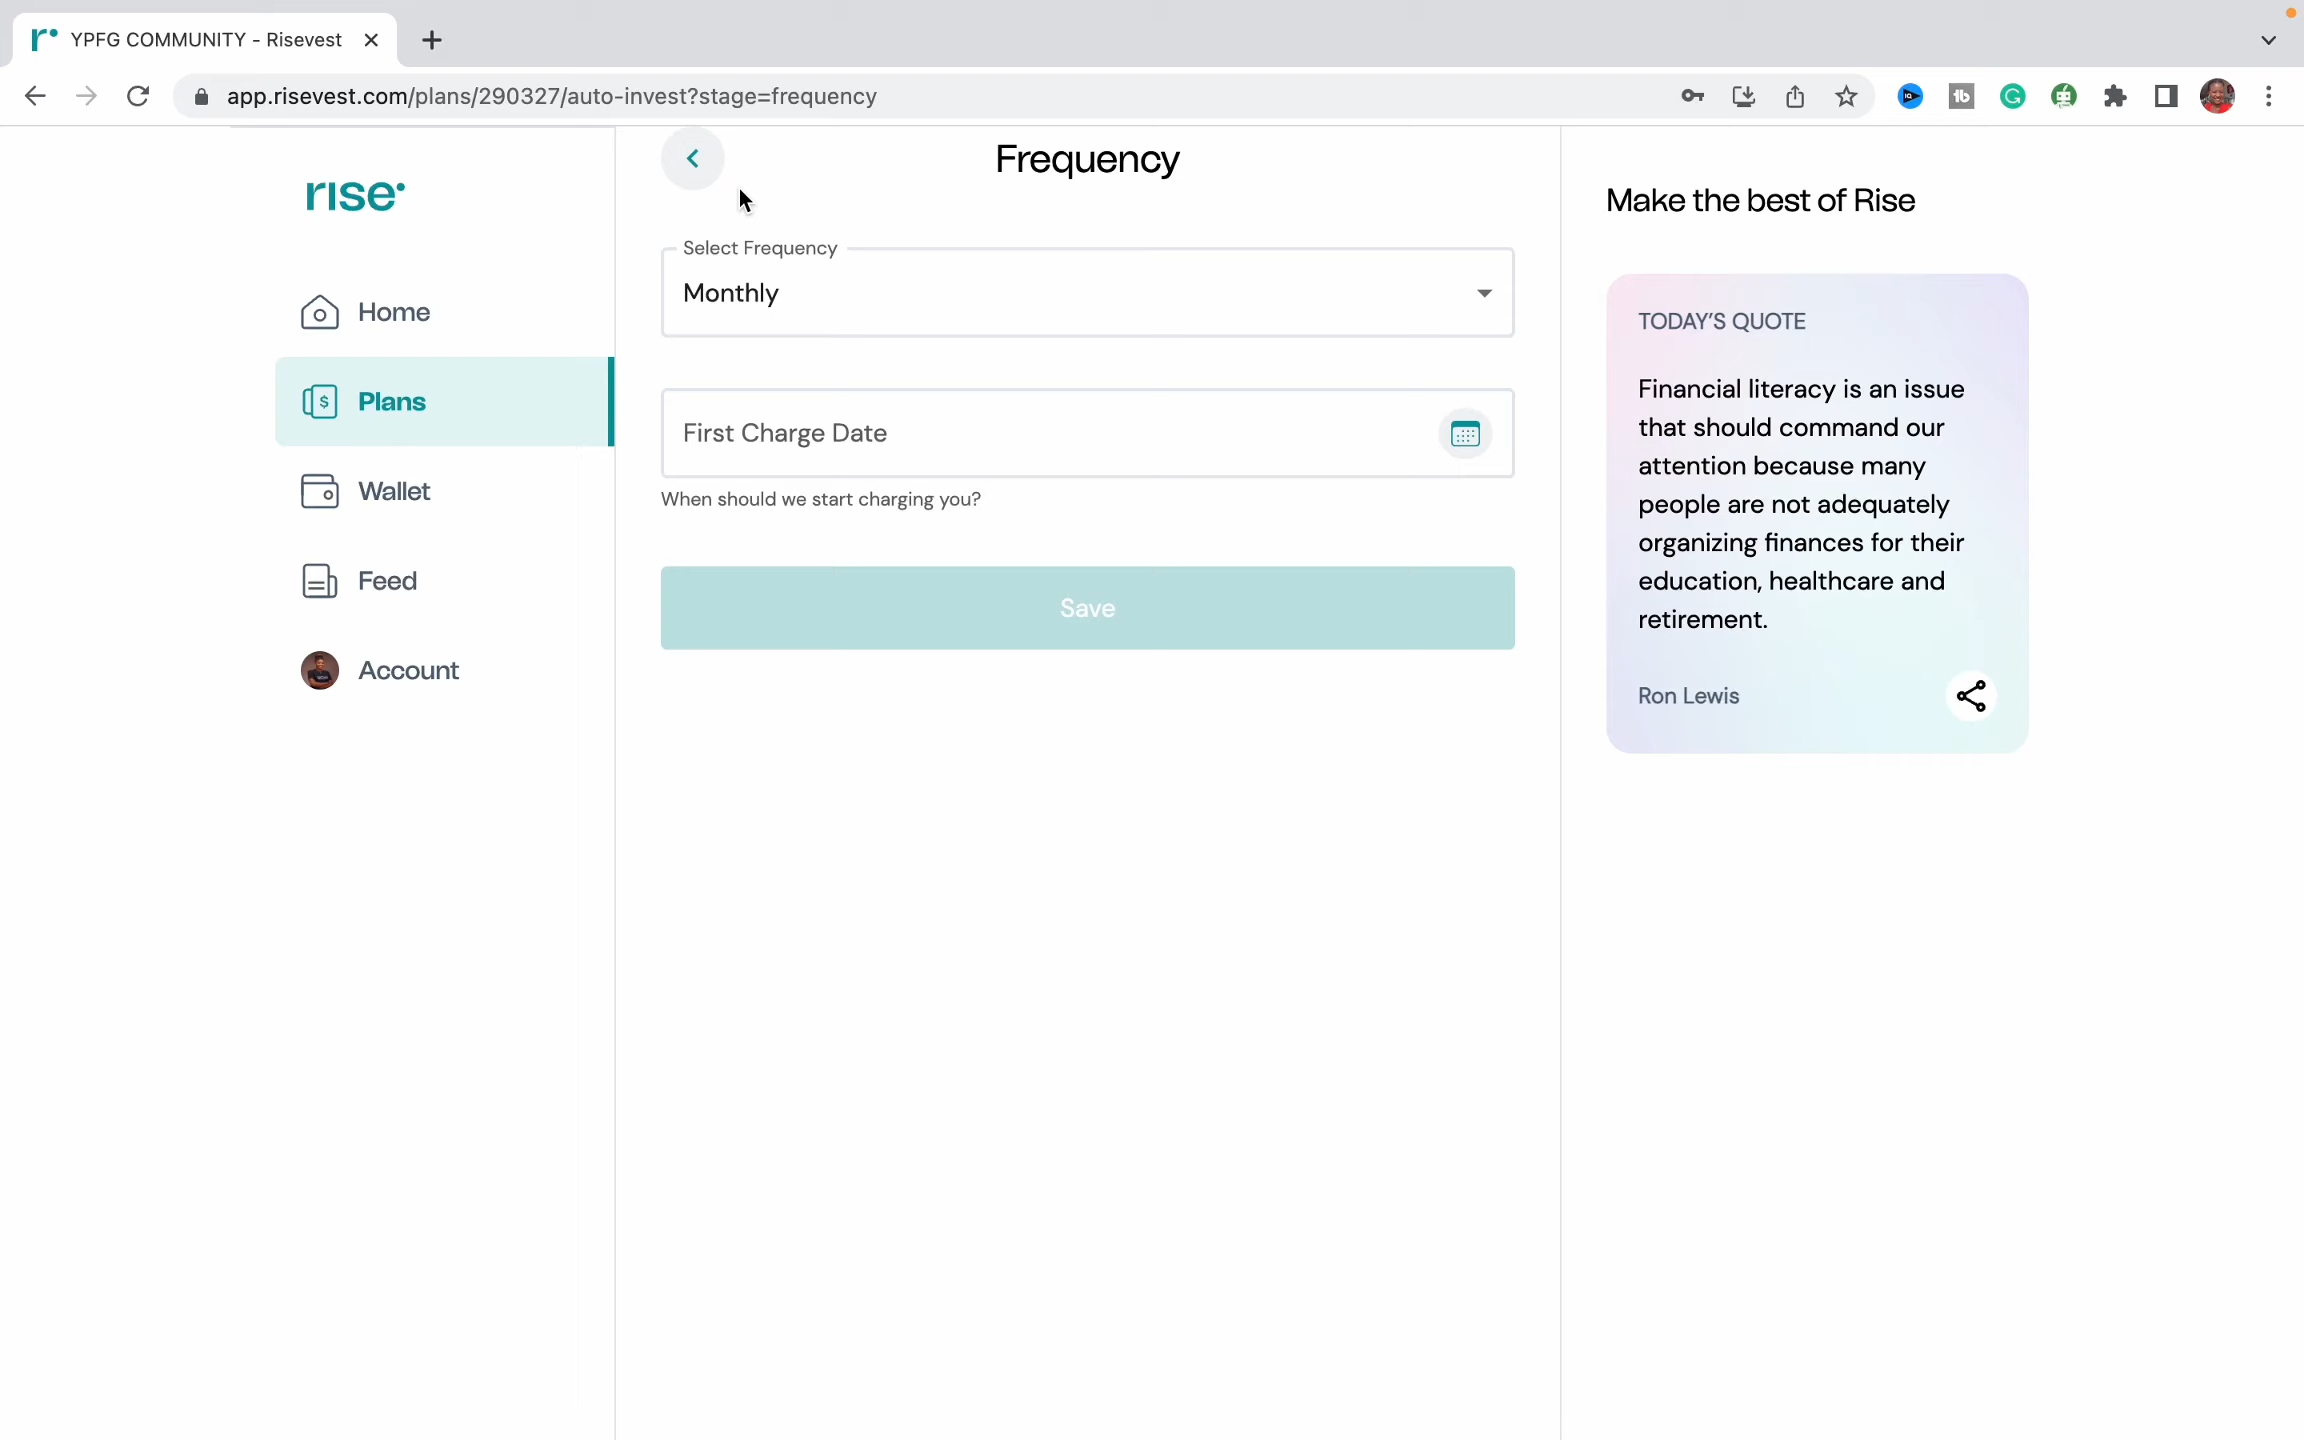 YPFG COMMUNITY - Risevest
app.risevest.com/plans/290327/auto-invest?stage=frequency
rise
Home
Plans
Wallet
Feed
Account
Frequency
Select Frequency
Monthly
First Charge Date
When should we start charging you?
Save
Make the best of Rise
TODAY'S QUOTE
Financial literacy is an issue
that should command our
attention because many
people are not adequately
organizing finances for their
education, healthcare and
retirement.
Ron Lewis